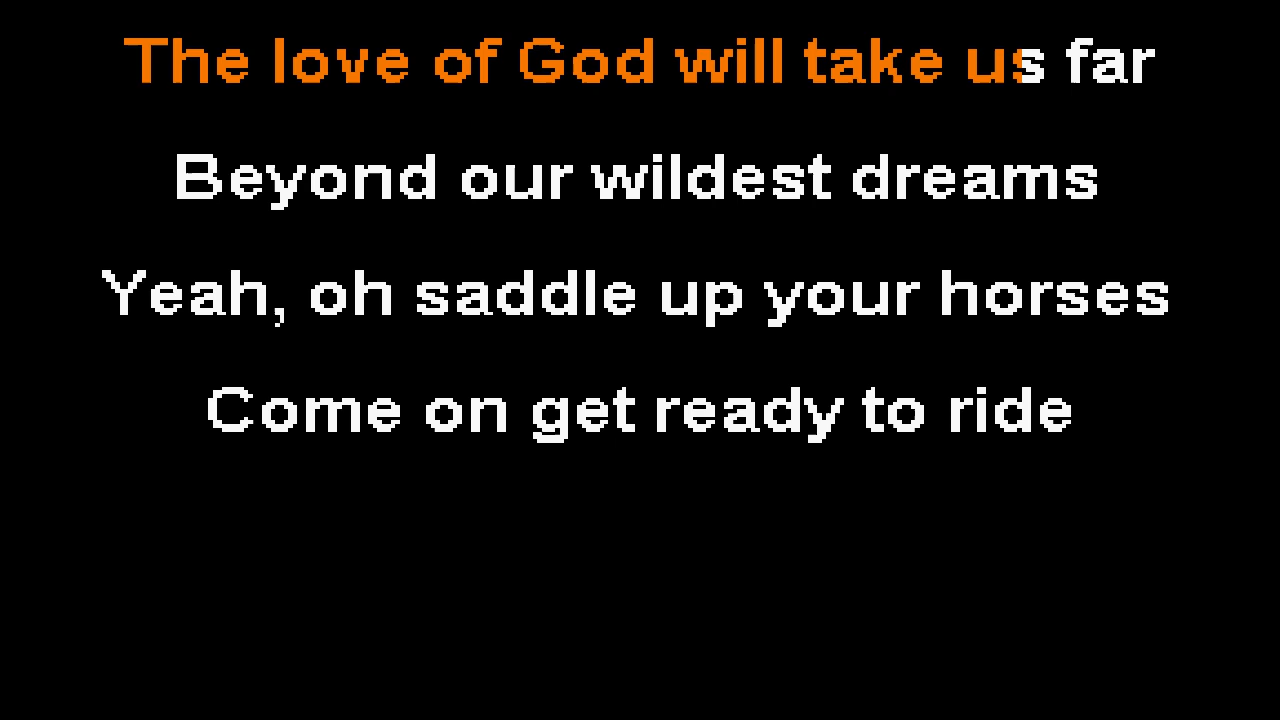 The love of God will take us far
Beyond our wildest dreams
Yeah, oh saddle up your horses
Come on get ready to ride